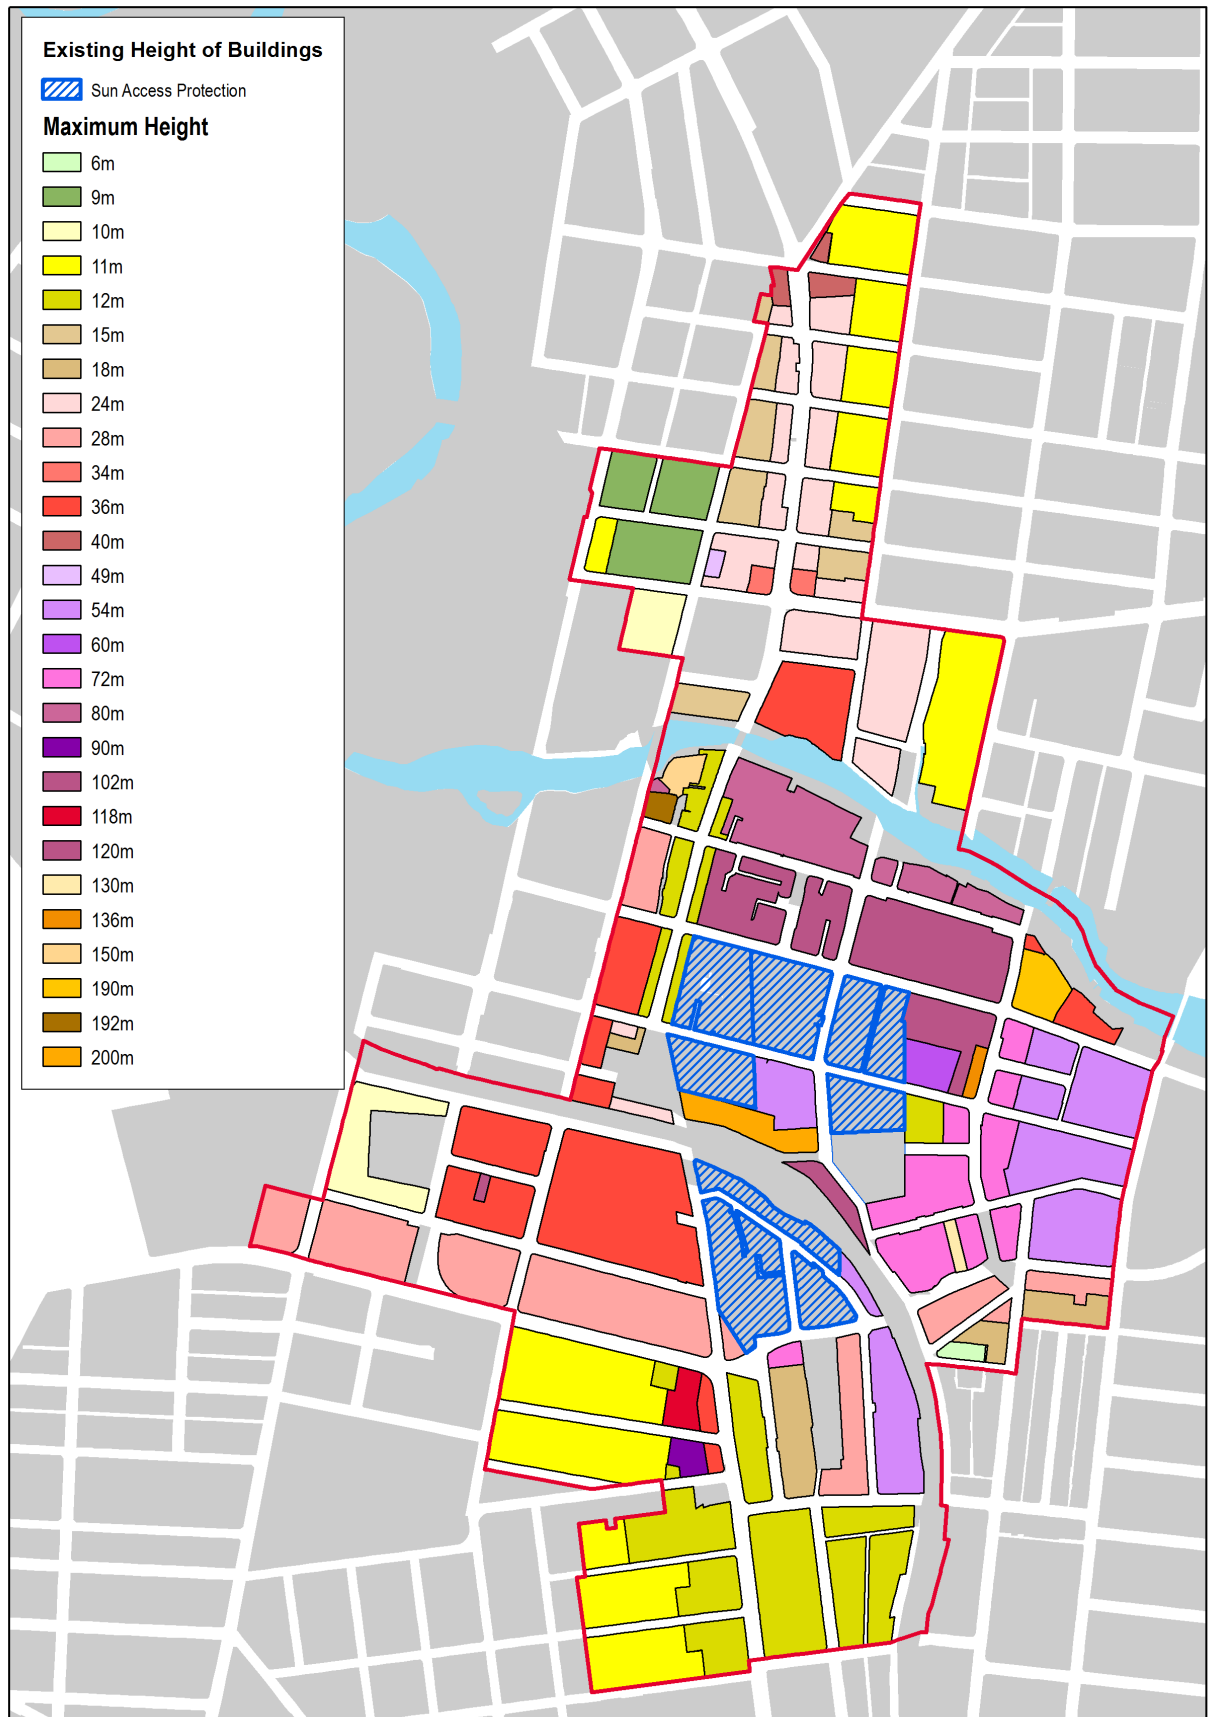 Existing Height of Buildings
Sun Access Protection
Maximum Height
6m
9m
10m
11m
12m
15m
18m
24m
28m
34m
36m
40m
49m
54m
60m
72m
80m
90m
102m
118m
120m
130m
136m
150m
190m
192m
200m